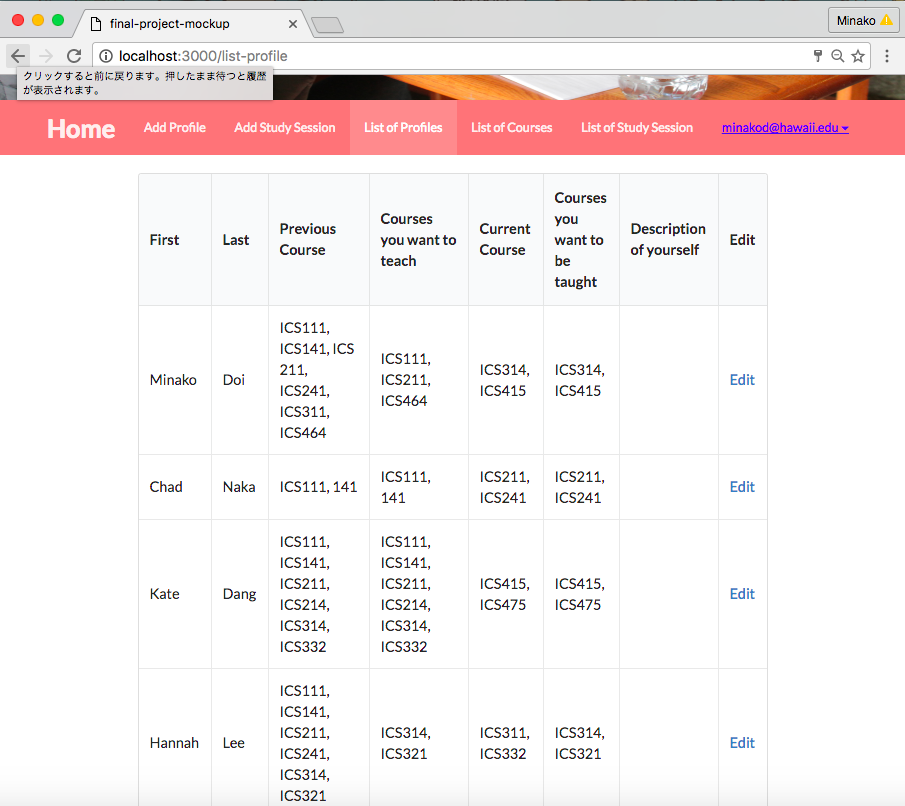 final-project-mockup
Minako
localhost:3000/list-profile
クリックすると前に戻ります。押したまま待つと履歴
が表示されます。
Home Add Profile Add Study Session List of Profiles List of Courses List of Study Session minakod@hawaii.edu
First
Last
Previous
Course
Courses
you want to
teach
Current
Course
Courses
you
want to
be
taught
Description
of yourself
Edit
Minako
Doi
ICS111,
ICS141, ICS
211,
ICS241,
ICS311,
ICS464
ICS111,
ICS211,
ICS464
ICS314,
ICS415
ICS314,
ICS415
Edit
Chad
Naka
ICS111, 141
ICS111,
141
ICS211,
ICS241
ICS211,
ICS241
Edit
Kate
Dang
ICS111,
ICS141,
ICS211,
ICS214,
ICS314,
ICS332
ICS111,
ICS141,
ICS211,
ICS214,
ICS314,
ICS332
ICS415,
ICS475
ICS415,
ICS475
Edit
Hannah
Lee
ICS111,
ICS141,
ICS211,
ICS241,
ICS314,
ICS321
ICS314,
ICS321
ICS311,
ICS332
ICS314,
ICS321
Edit